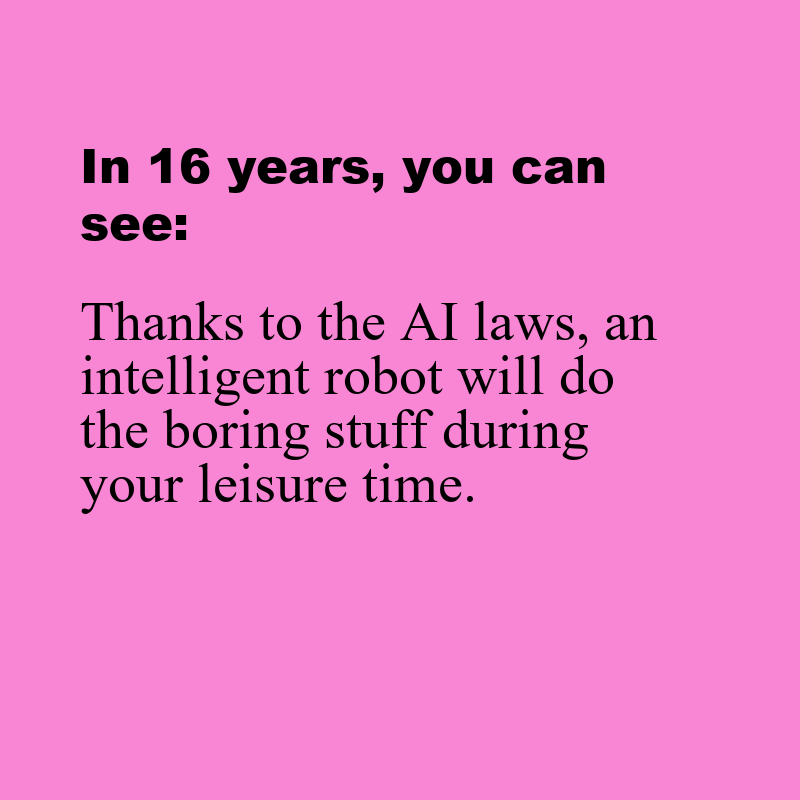 In 16 years, you can
see:
Thanks to the AI laws, an
intelligent robot will do
the boring stuff during
your leisure time.